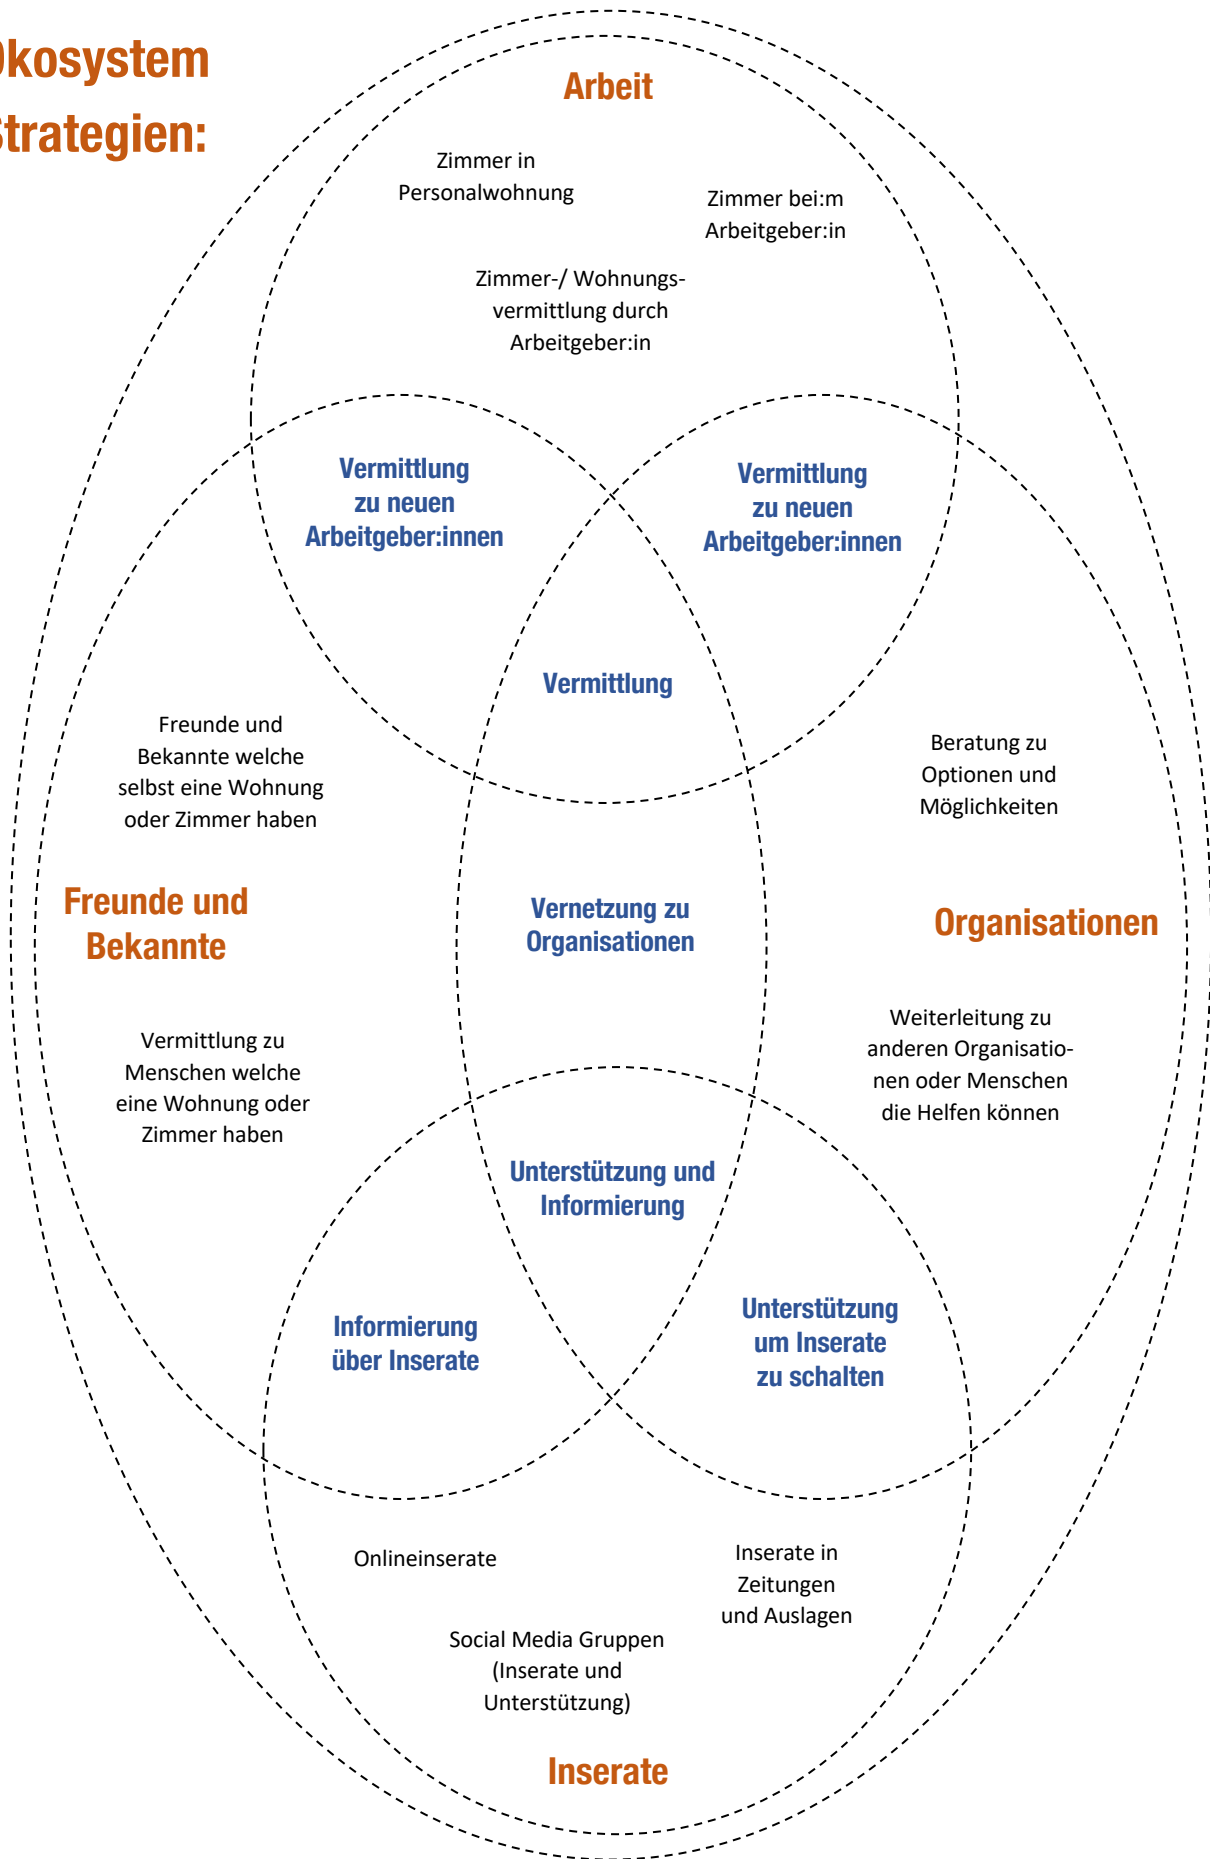 Ökosystem
Strategien:
Arbeit
Zimmer in
Personalwohnung
Zimmer bei:m
Arbeitgeber:in
Zimmer-/ Wohnungs-
vermittlung durch
Arbeitgeber:in
Vermittlung
zu neuen
Arbeitgeber:innen
Vermittlung
zu neuen
Arbeitgeber:innen
Vermittlung
Freunde und
Bekannte welche
selbst eine Wohnung
oder Zimmer haben
Beratung zu
Optionen und
Möglichkeiten
Freunde und
Bekannte
Vernetzung zu
Organisationen
Organisationen
Vermittlung zu
Menschen welche
eine Wohnung oder
Zimmer haben
Weiterleitung zu
anderen Organisatio-
nen oder Menschen
die Helfen können
Unterstützung und
Informierung
Informierung
über Inserate
Unterstützung
um Inserate
zu schalten
Onlineinserate
Inserate in
Zeitungen
und Auslagen
Social Media Gruppen
(Inserate und
Unterstützung)
Inserate